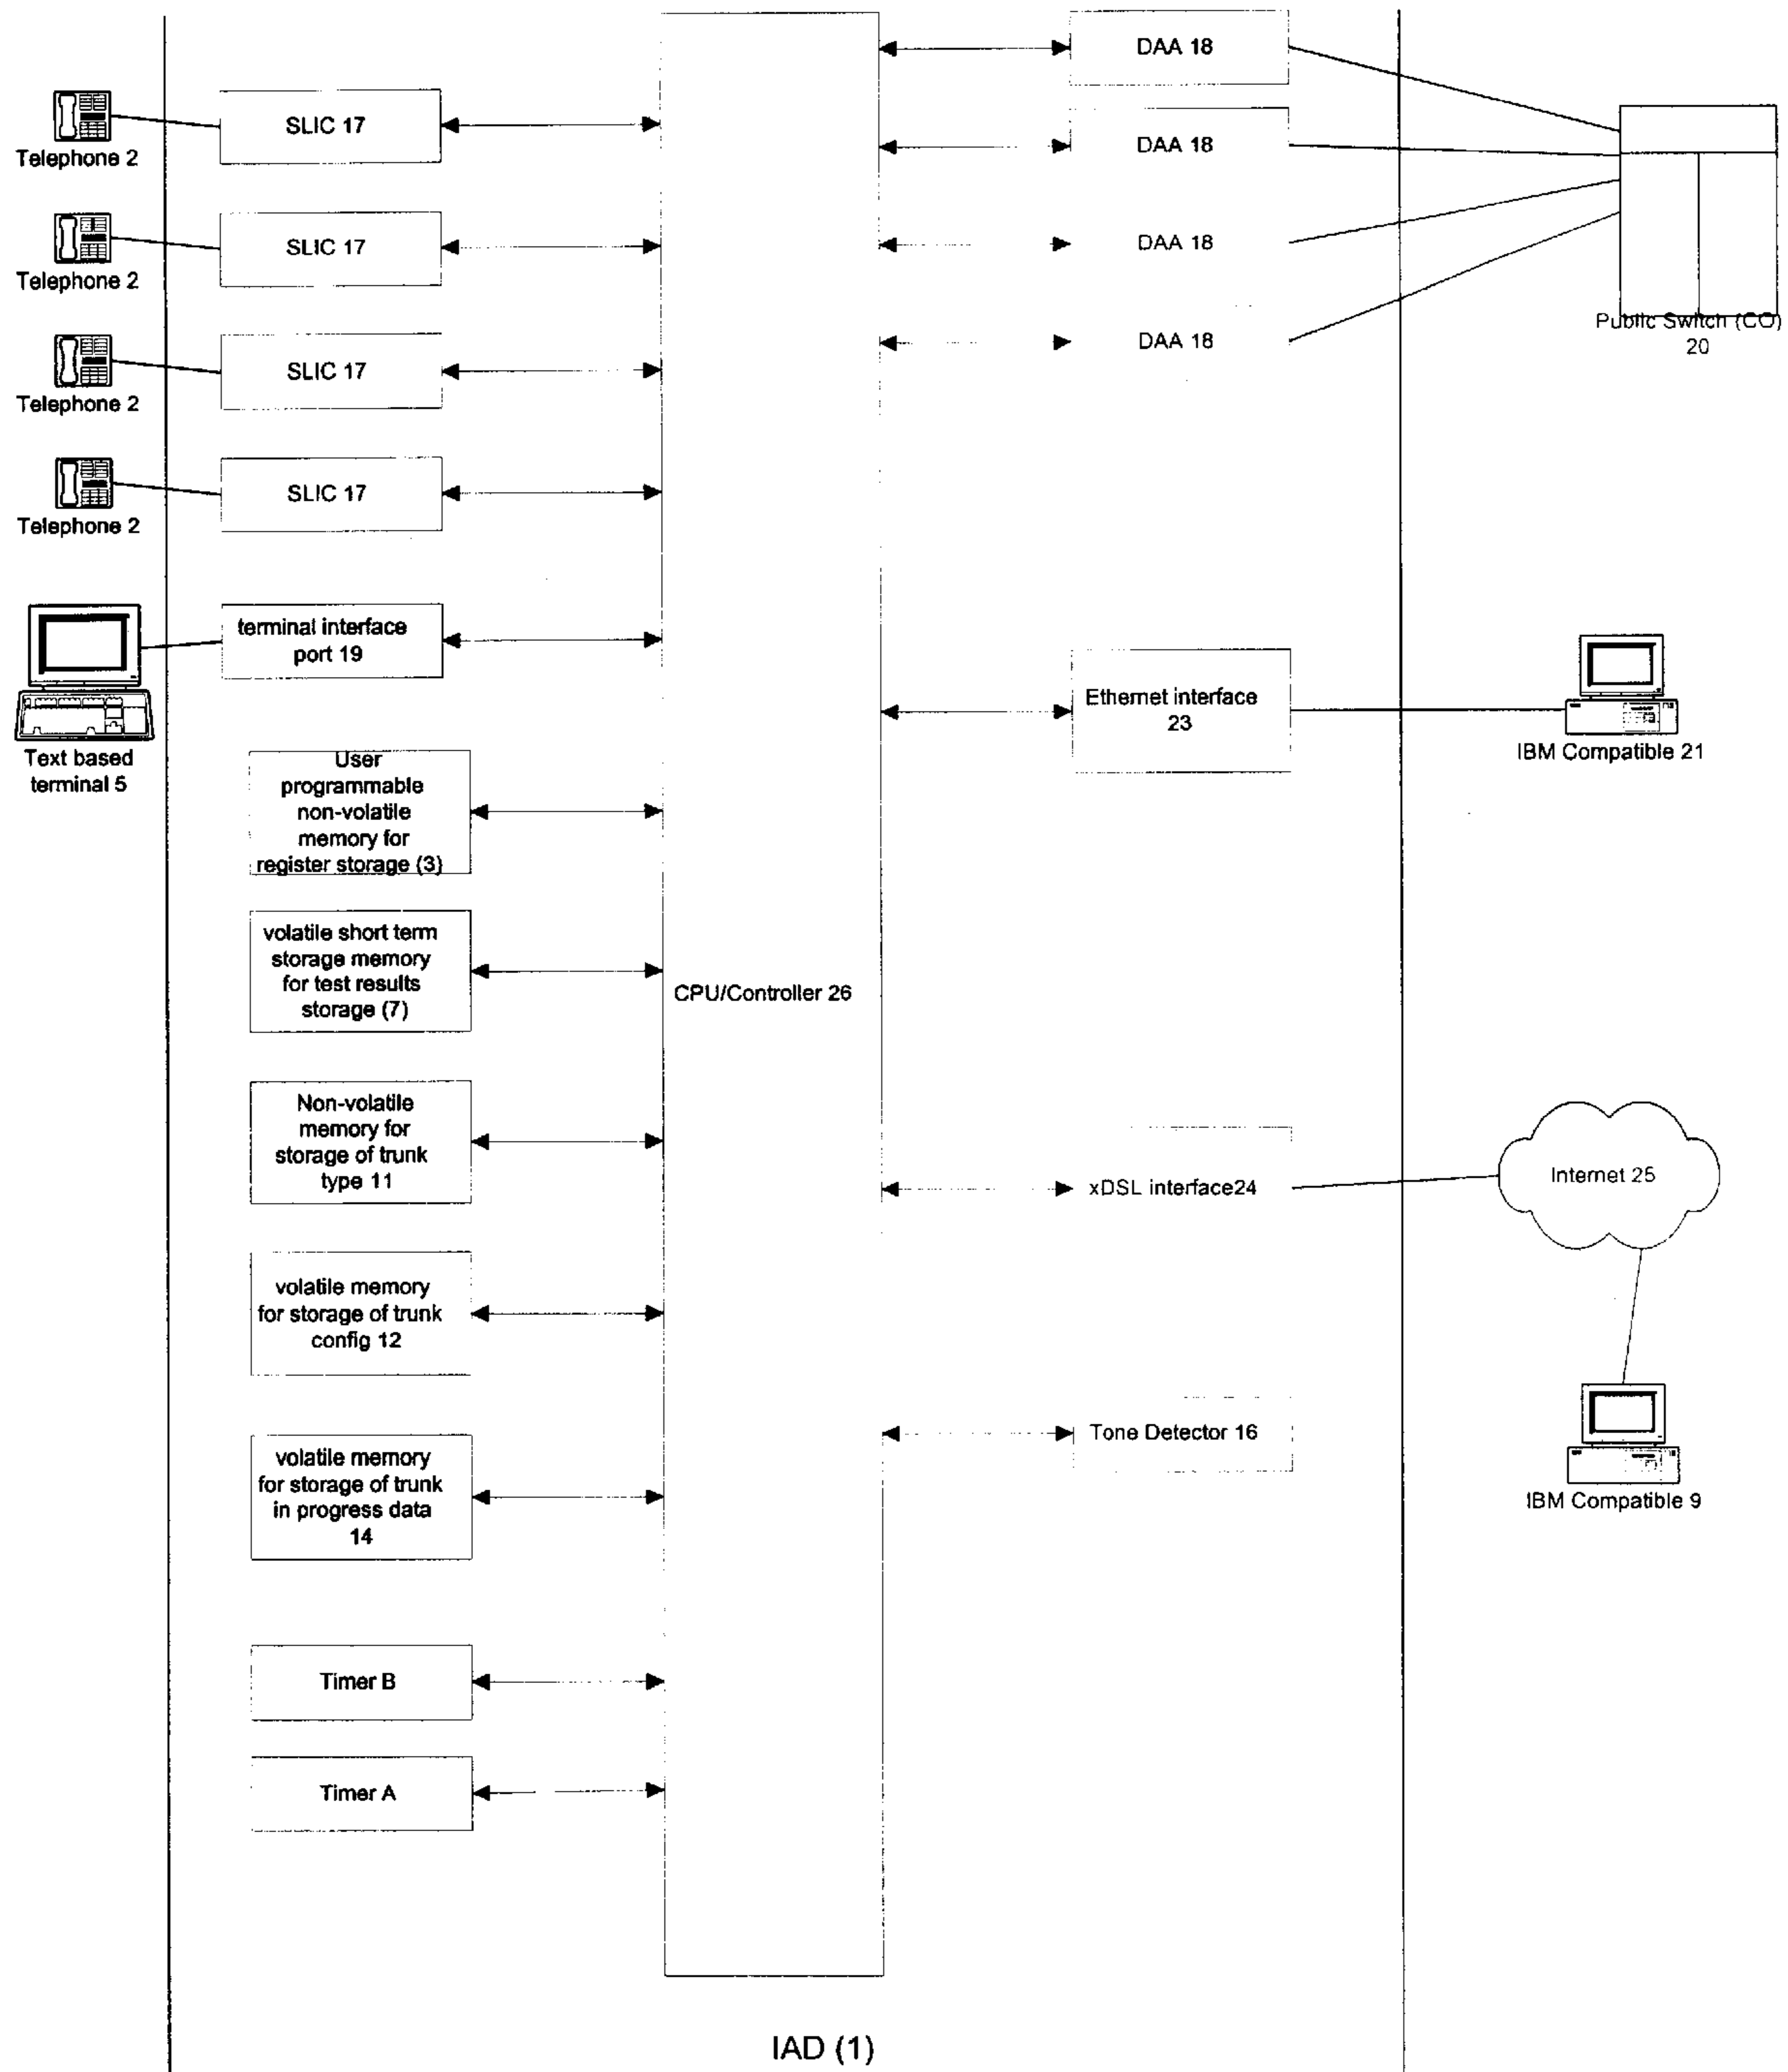 DAA 18
SLIC 17
Telephone 2
DAA 18
SLIC 17
Telephone 2
DAA 18
Public Switch (CO)
20
SLIC 17
Telephone 2
DAA 18
SLIC 17
Telephone 2
terminal interface
port 19
Text based
terminal 5
Ethernet interface
23
IBM Compatible 21
User
programmable
non-volatile
memory for
register storage (3)
volatile short term
storage memory
for test results
storage (7)
CPU/Controller 26
Non-volatile
memory for
storage of trunk
type 11
xDSL interface24
Internet 25
volatile memory
for storage of trunk
config 12
Tone Detector 16
IBM Compatible 9
volatile memory
for storage of trunk
in progress data
14
Timer B
Timer A
IAD (1)